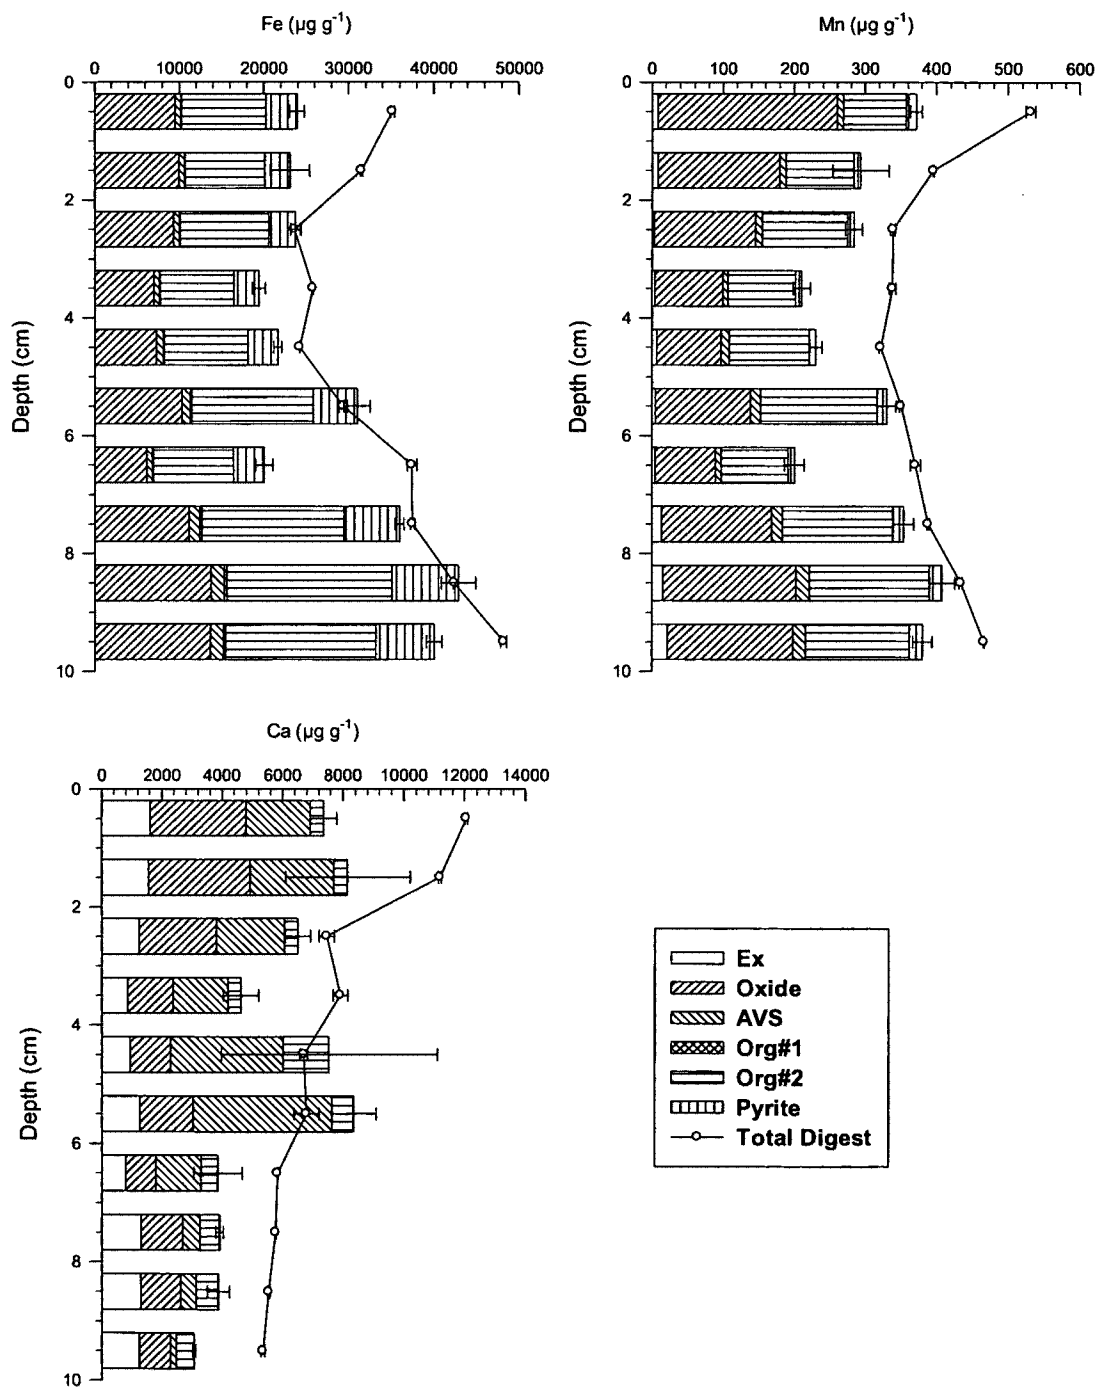 Fe (µg g⁻¹)
0 10000 20000 30000 40000 50000
Depth (cm)
0
2
4
6
8
10
Mn (µg g⁻¹)
0 100 200 300 400 500 600
Depth (cm)
0
2
4
6
8
10
Ca (µg g⁻¹)
0 2000 4000 6000 8000 10000 12000 14000
Depth (cm)
0
2
4
6
8
10
Ex
Oxide
AVS
Org#1
Org#2
Pyrite
Total Digest